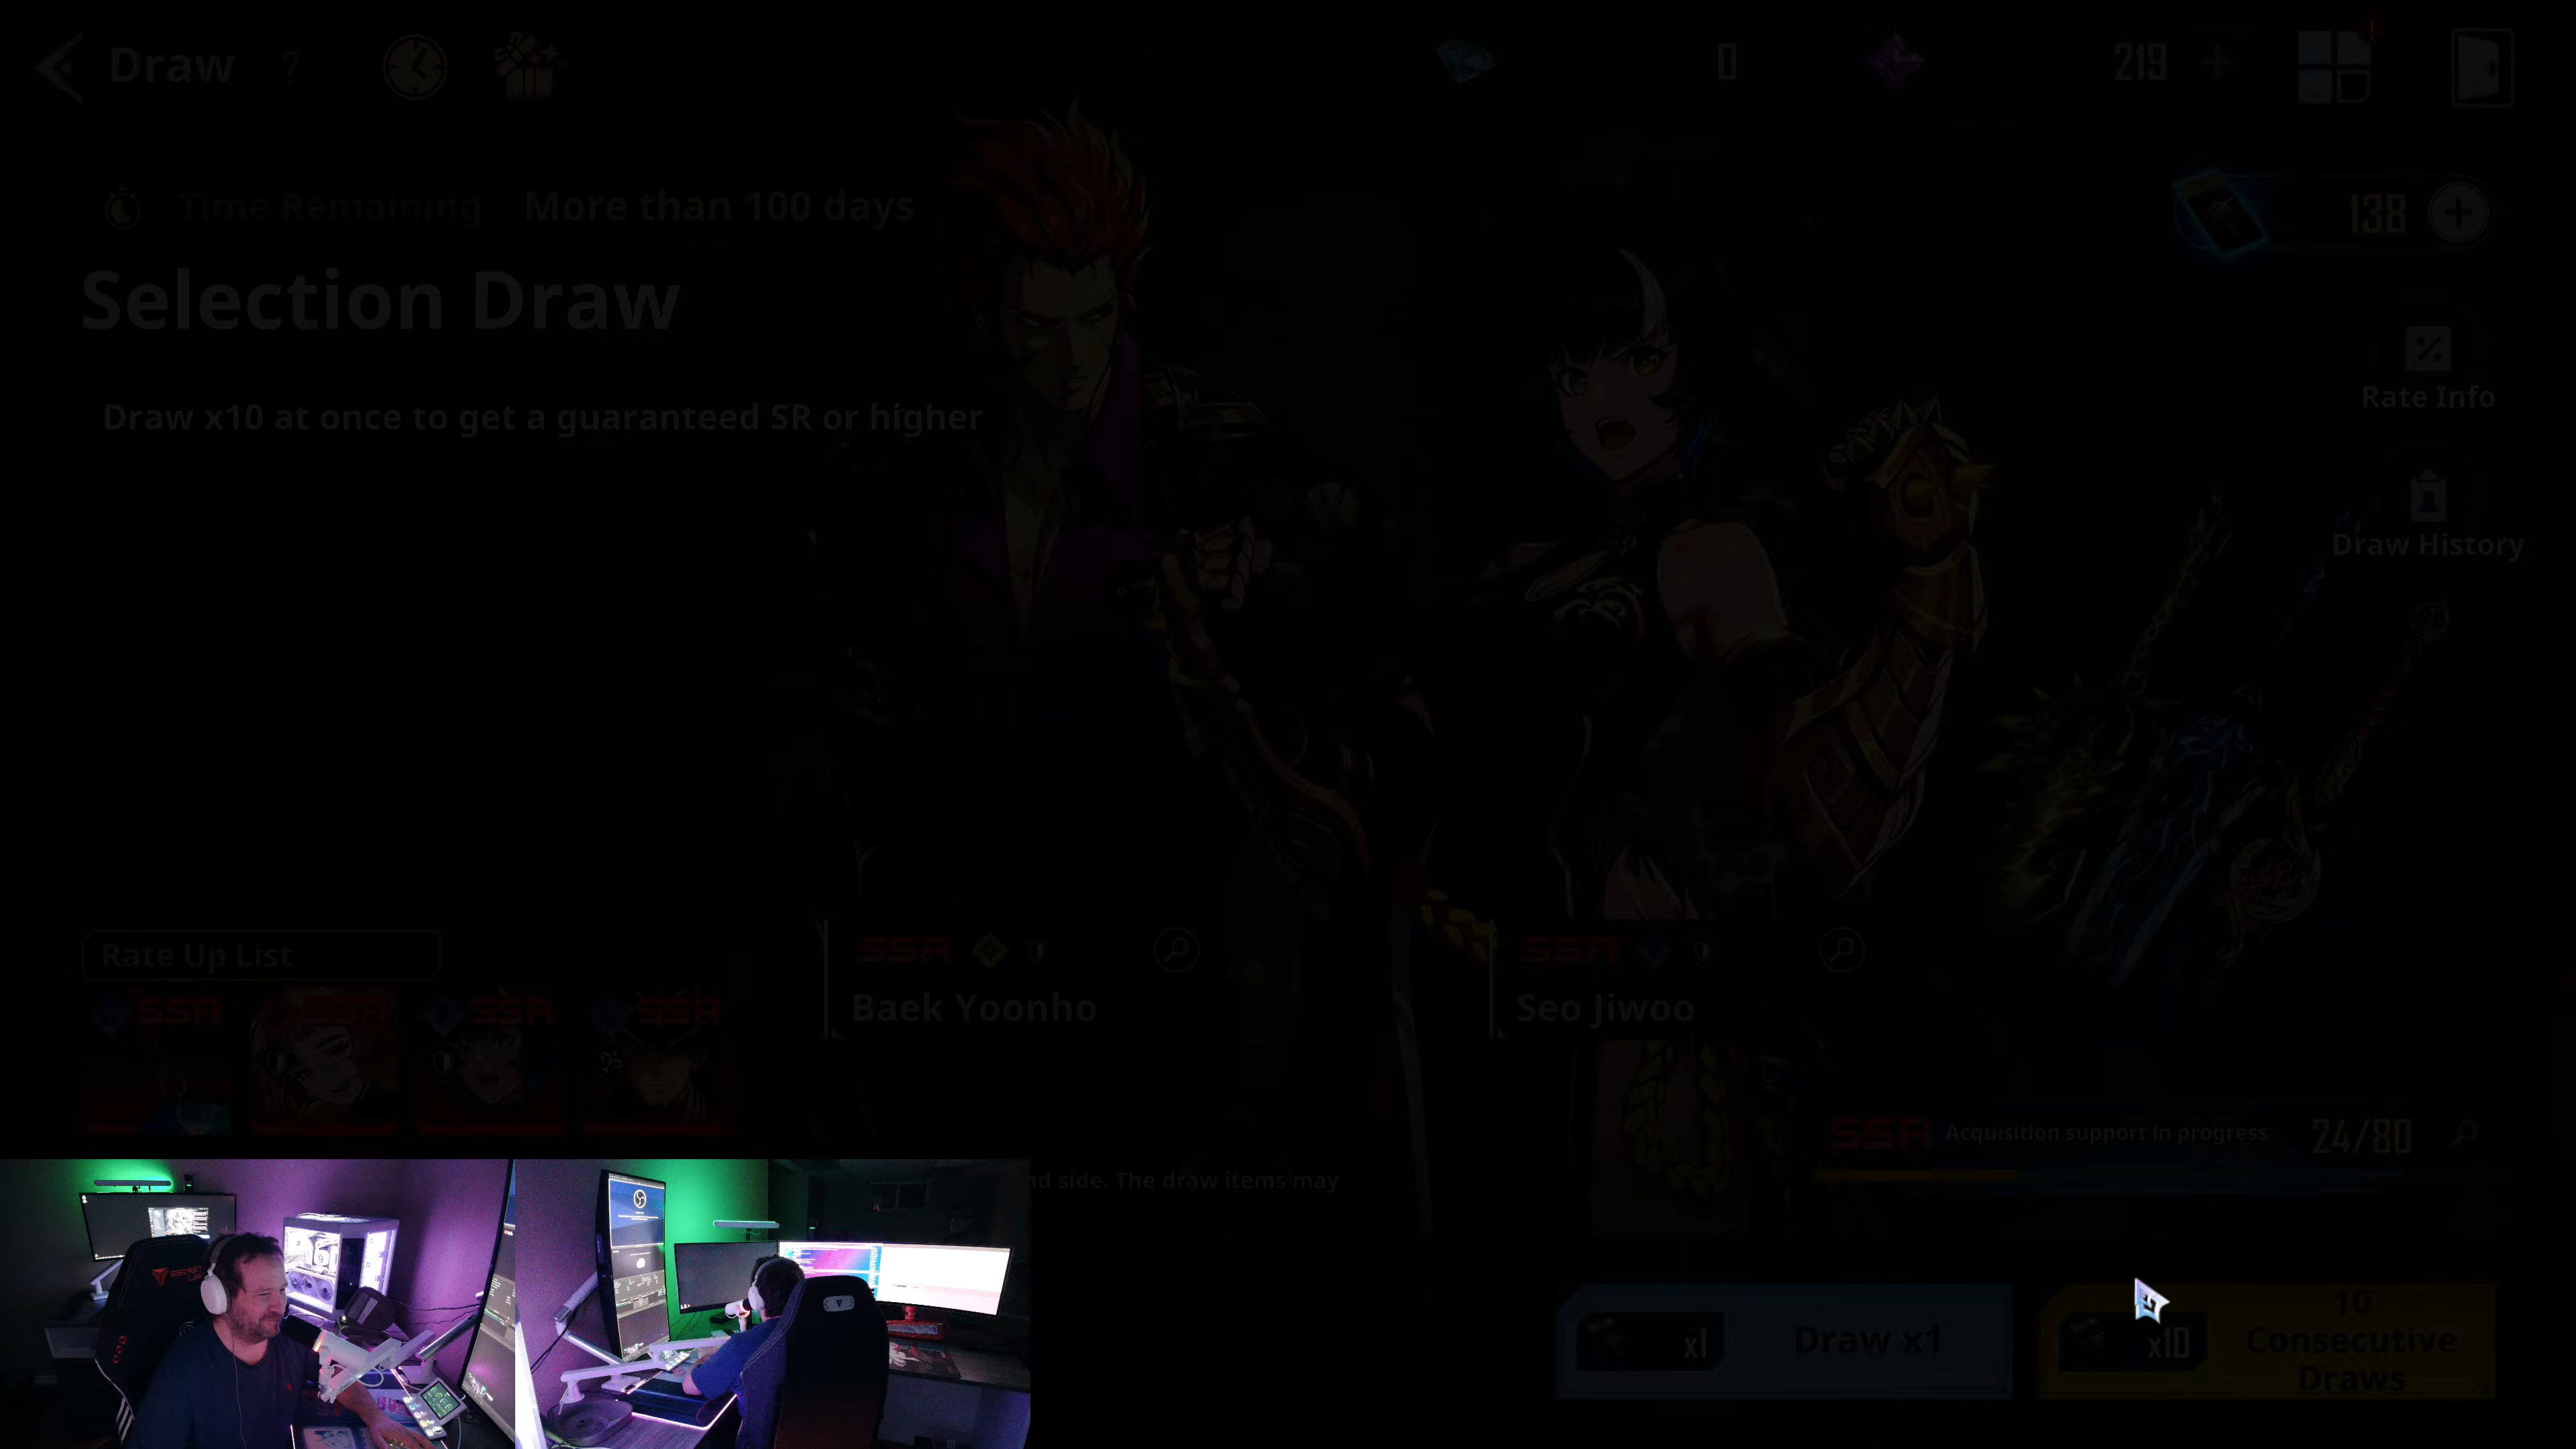 Draw ?
0
219
Time Remaining More than 100 days
138
Selection Draw
Rate Info
Draw x10 at once to get a guaranteed SR or higher
Draw History
Rate Up List
SSR
SSR
Baek Yoonho
Seo Jiwoo
SSR
SSR
SSR
SSR
SSR Acquisition support in progress 24/80
nd side. The draw items may
x1 Draw x1
x10 10 Consecutive Draws